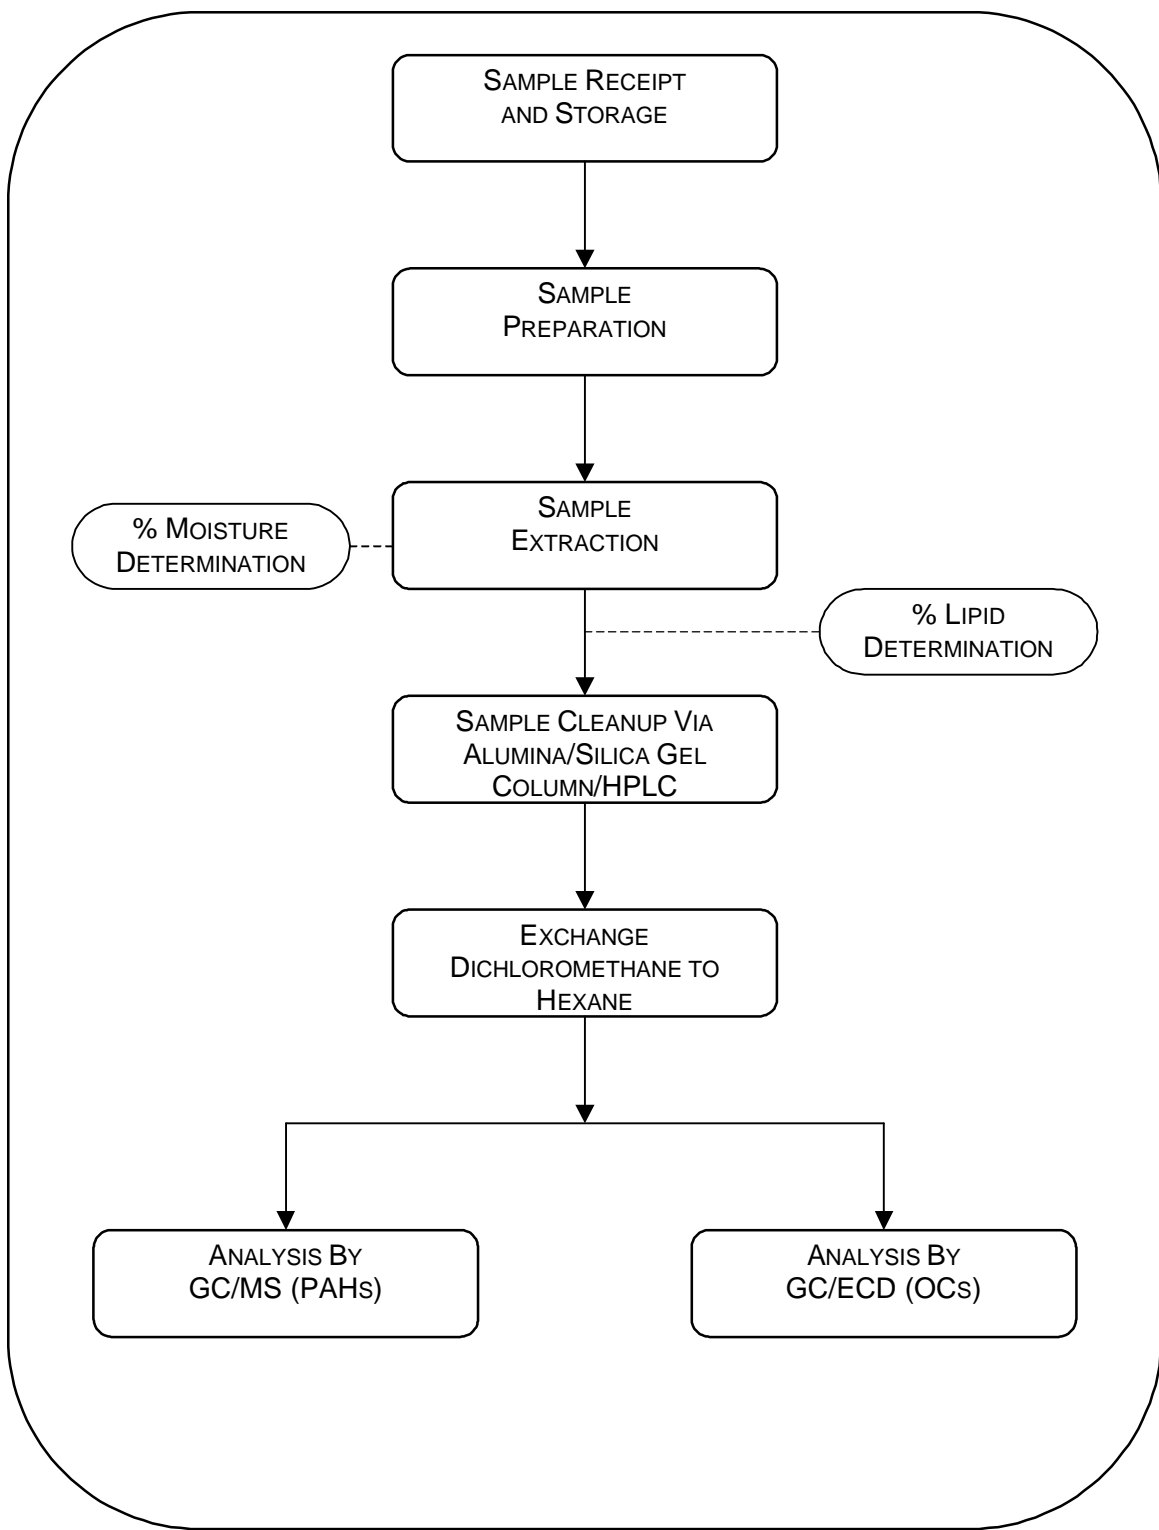 SAMPLE RECEIPT
AND STORAGE
SAMPLE
PREPARATION
SAMPLE
EXTRACTION
% MOISTURE
DETERMINATION
% LIPID
DETERMINATION
SAMPLE CLEANUP VIA
ALUMINA/SILICA GEL
COLUMN/HPLC
EXCHANGE
DICHLOROMETHANE TO
HEXANE
ANALYSIS BY
GC/MS (PAHS)
ANALYSIS BY
GC/ECD (OCS)